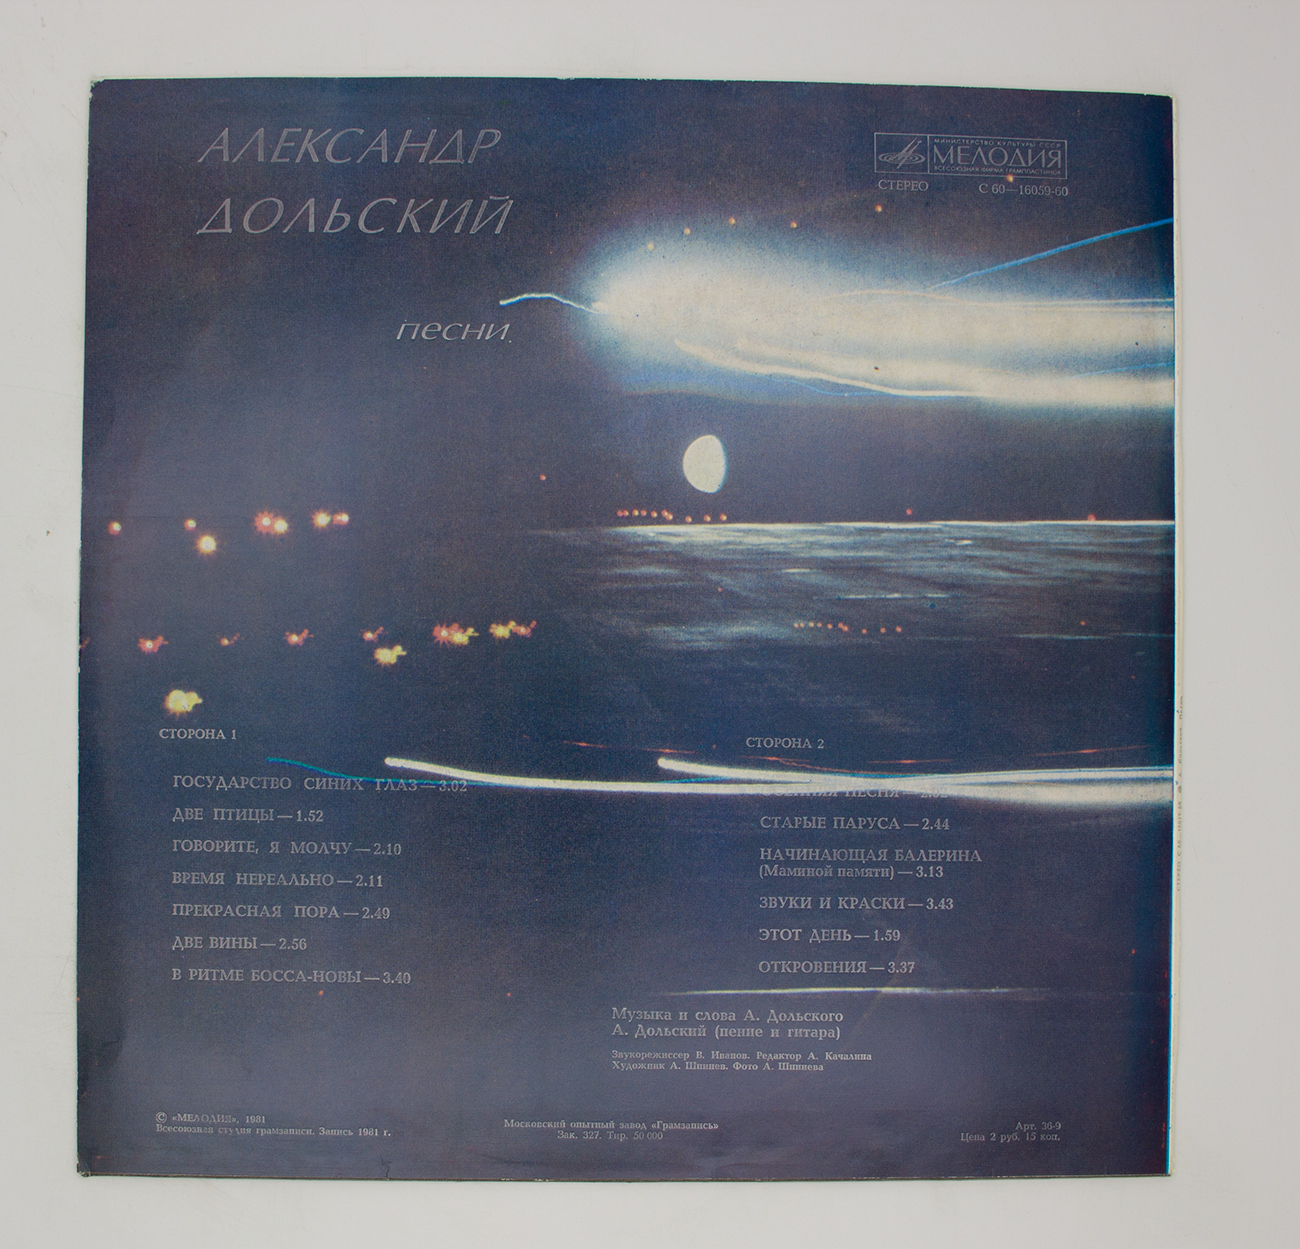 АЛЕКСАНДР
ДОЛЬСКИЙ
песни
МИНИСТЕРСТВО КУЛЬТУРЫ СССР
МЕЛОДИЯ
ВСЕСОЮЗНАЯ ФИРМА ГРАМПЛАСТИНОК
СТЕРЕО С 60—16059-60
СТОРОНА 1
ГОСУДАРСТВО СИНИХ ГЛАЗ—3.02
ДВЕ ПТИЦЫ—1.52
ГОВОРИТЕ, Я МОЛЧУ—2.10
ВРЕМЯ НЕРЕАЛЬНО—2.11
ПРЕКРАСНАЯ ПОРА—2.49
ДВЕ ВИНЫ—2.56
В РИТМЕ БОССА-НОВЫ—3.40
СТОРОНА 2
ПЕСНЯ
СТАРЫЕ ПАРУСА—2.44
НАЧИНАЮЩАЯ БАЛЕРИНА
(Маминой памяти)—3.13
ЗВУКИ И КРАСКИ—3.43
ЭТОТ ДЕНЬ—1.59
ОТКРОВЕНИЯ—3.37
Музыка и слова А. Дольского
А. Дольский (пение и гитара)
Звукорежиссер В. Иванов. Редактор А. Качалина
Художник А. Шпинев. Фото А. Шпинева
© «МЕЛОДИЯ», 1981
Всесоюзная студия грамзаписи. Запись 1981 г.
Московский опытный завод «Грамзапись»
Зак. 327. Тир. 50 000
Арт. 36-9
Цена 2 руб. 15 коп.